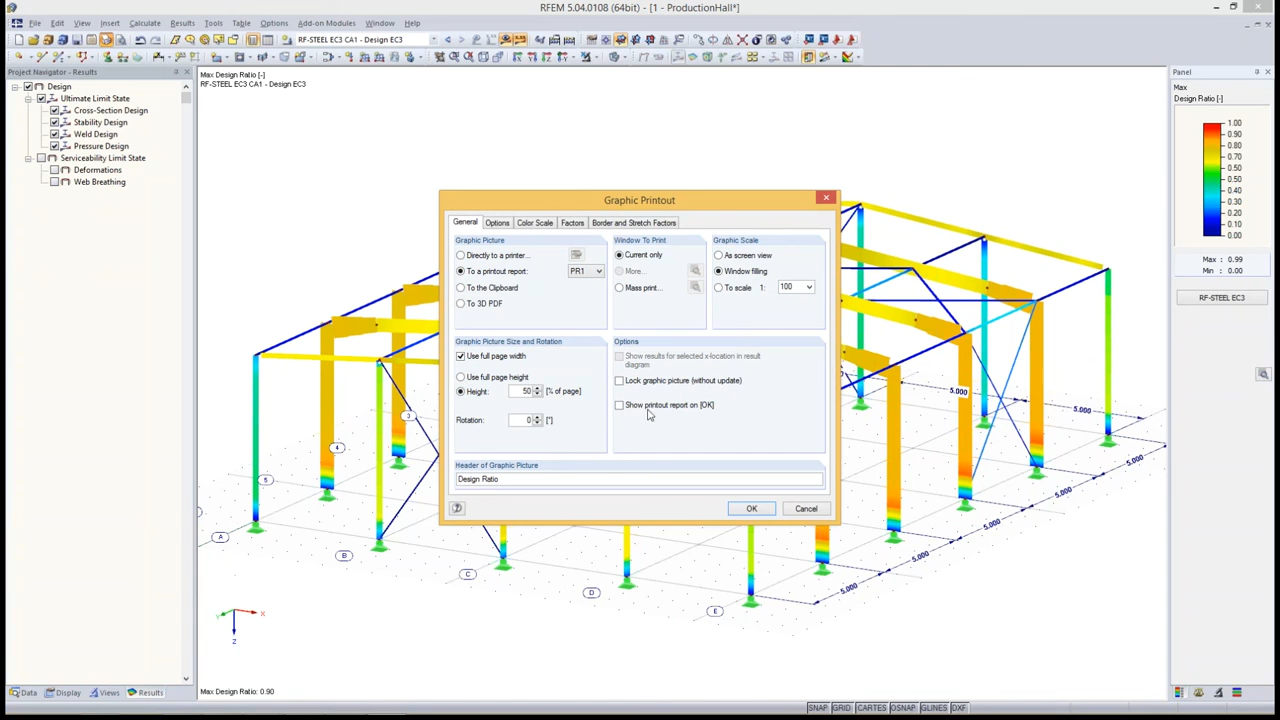 RFEM 5.04.0108 (64bit) - [1 - ProductionHall*]
File Edit View Insert Calculate Results Tools Table Options Add-on Modules Window Help
RF-STEEL EC3 CA1 - Design EC3
Project Navigator - Results
Design
Ultimate Limit State
Cross-Section Design
Stability Design
Weld Design
Pressure Design
Serviceability Limit State
Deformations
Web Breathing
Data Display Views Results
Max Design Ratio [-]
RF-STEEL EC3 CA1 - Design EC3
Graphic Printout
General Options Color Scale Factors Border and Stretch Factors
Graphic Picture
Directly to a printer...
To a printout report: PR1
To the Clipboard
To 3D PDF
Window To Print
Current only
More...
Mass print...
Graphic Scale
As screen view
Window filling
To scale 1: 100
Graphic Picture Size and Rotation
Use full page width
Use full page height
Height: 50 [% of page]
Rotation: 0 [°]
Options
Show results for selected x-location in result
diagram
Lock graphic picture (without update)
Show printout report on [OK]
Header of Graphic Picture
Design Ratio
OK Cancel
3
4
5
A
B
C
D
E
5.000
5.000
5.000
5.000
5.000
5.000
5.000
X
Y
Z
Max Design Ratio: 0.90
Panel
Max
Design Ratio [-]
1.00
0.90
0.80
0.70
0.60
0.50
0.40
0.30
0.20
0.10
0.00
Max : 0.99
Min : 0.00
RF-STEEL EC3
SNAP GRID CARTES OSNAP GLINES DXF